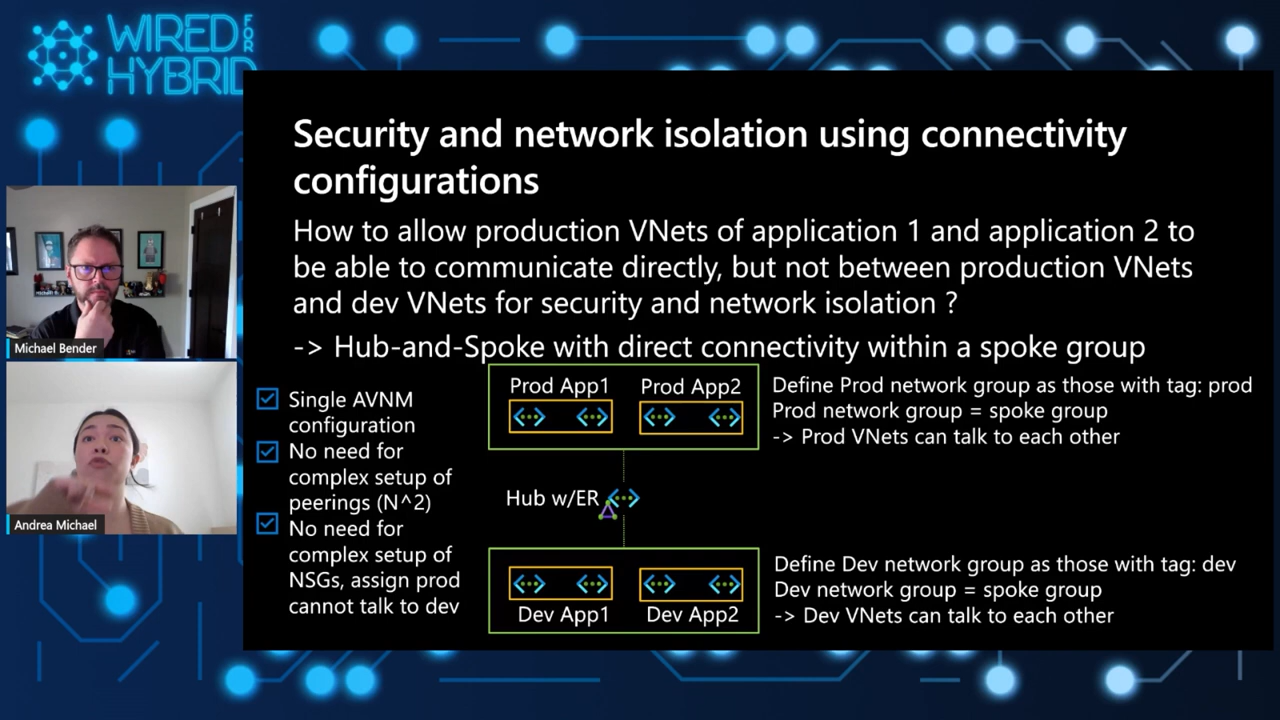 WIRED FOR
HYBRID
Security and network isolation using connectivity
configurations
How to allow production VNets of application 1 and application 2 to
be able to communicate directly, but not between production VNets
and dev VNets for security and network isolation ?
-> Hub-and-Spoke with direct connectivity within a spoke group
Single AVNM
configuration
No need for
complex setup of
peerings (N^2)
No need for
complex setup of
NSGs, assign prod
cannot talk to dev
Prod App1
Prod App2
Define Prod network group as those with tag: prod
Prod network group = spoke group
-> Prod VNets can talk to each other
Hub w/ER
Dev App1
Dev App2
Define Dev network group as those with tag: dev
Dev network group = spoke group
-> Dev VNets can talk to each other
Michael Bender
Andrea Michael